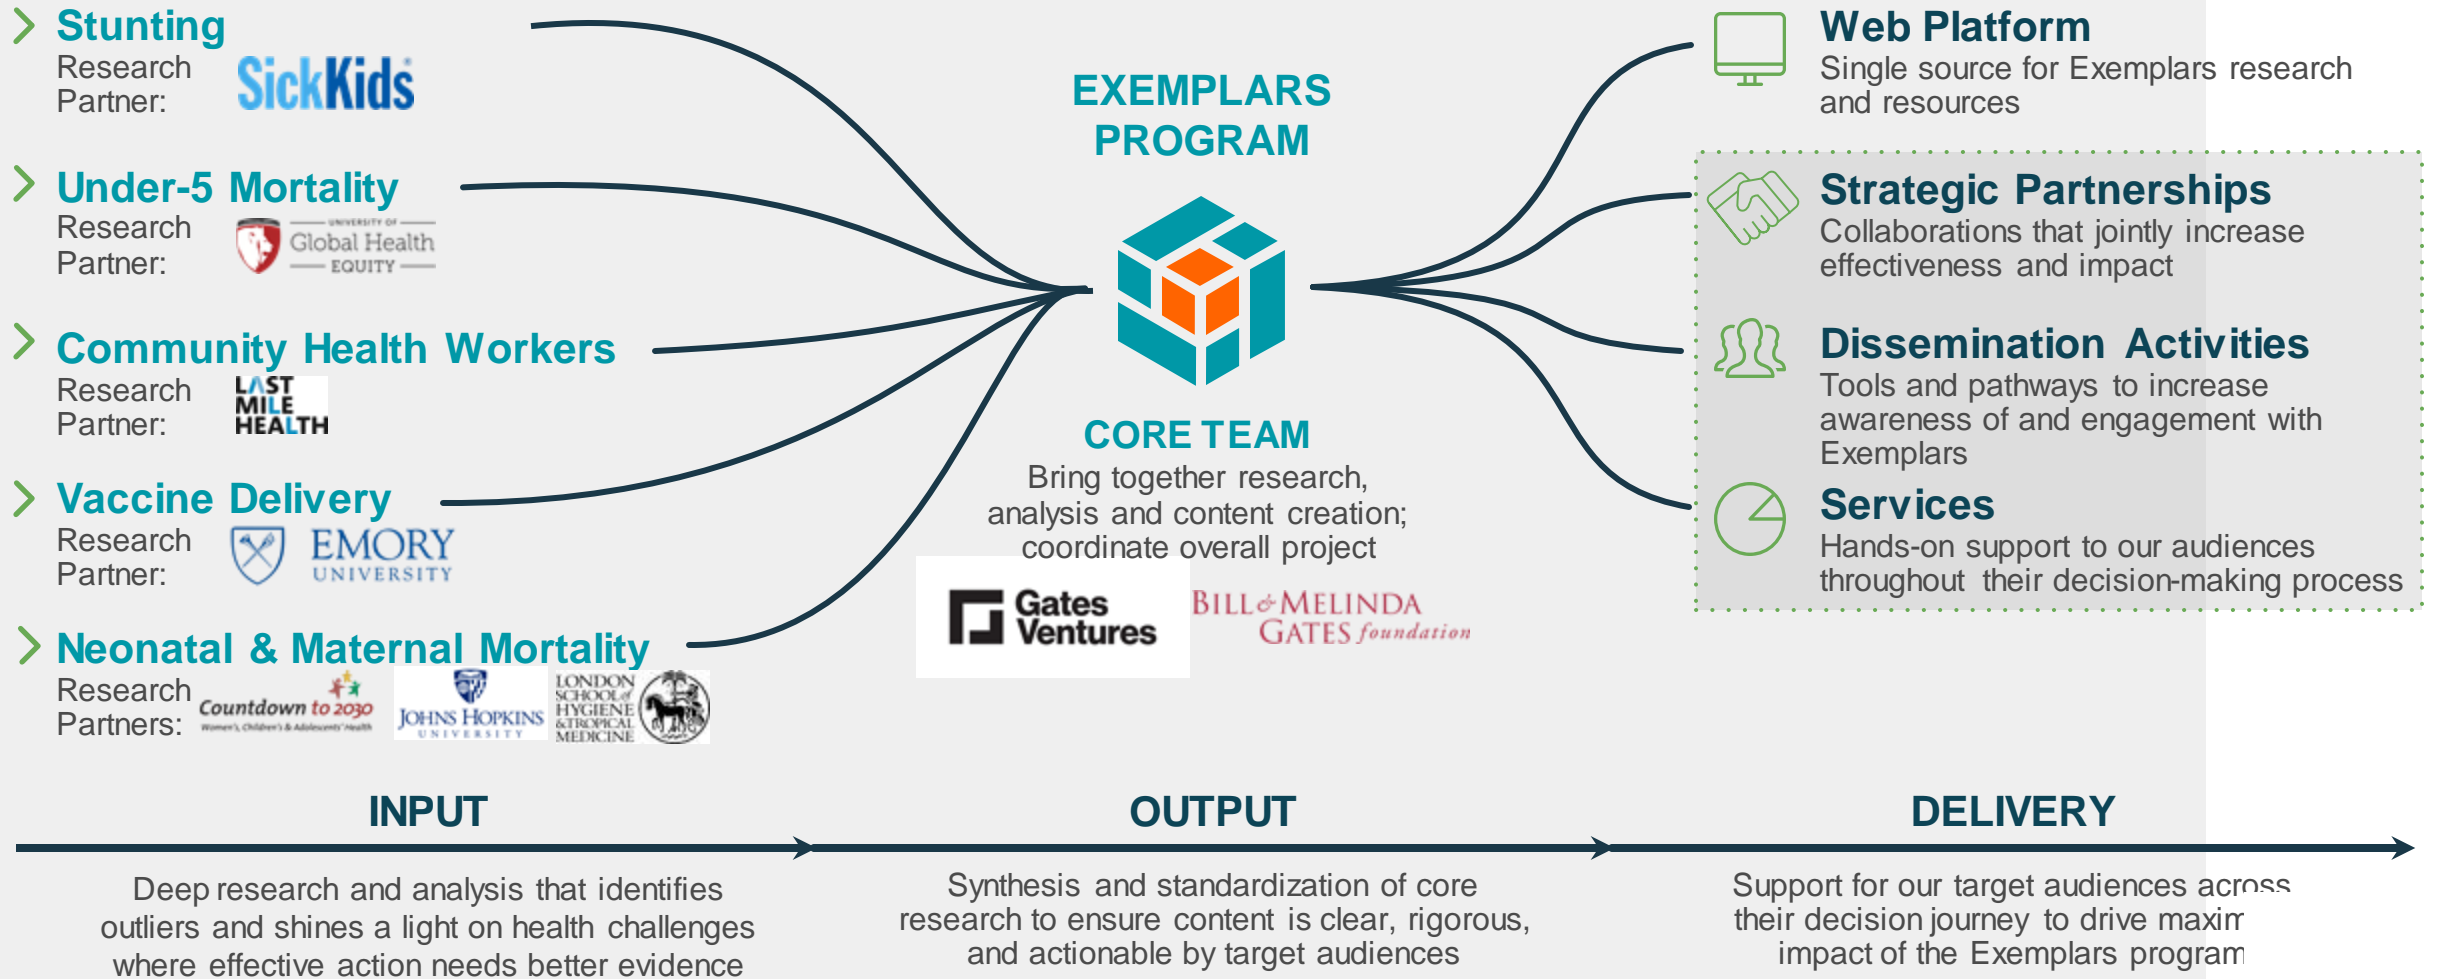 Stunting
Research
Partner:
SickKids
Under-5 Mortality
Research
Partner:
UNIVERSITY OF
Global Health
EQUITY
Community Health Workers
Research
Partner:
LAST
MILE
HEALTH
Vaccine Delivery
Research
Partner:
EMORY
UNIVERSITY
Neonatal & Maternal Mortality
Research
Partners:
Countdown to 2030
Women's, Children's & Adolescents' Health
JOHNS HOPKINS
UNIVERSITY
LONDON
SCHOOL of
HYGIENE
& TROPICAL
MEDICINE
EXEMPLARS
PROGRAM
CORE TEAM
Bring together research,
analysis and content creation;
coordinate overall project
Gates
Ventures
BILL & MELINDA
GATES foundation
Web Platform
Single source for Exemplars research
and resources
Strategic Partnerships
Collaborations that jointly increase
effectiveness and impact
Dissemination Activities
Tools and pathways to increase
awareness of and engagement with
Exemplars
Services
Hands-on support to our audiences
throughout their decision-making process
INPUT
Deep research and analysis that identifies
outliers and shines a light on health challenges
where effective action needs better evidence
OUTPUT
Synthesis and standardization of core
research to ensure content is clear, rigorous,
and actionable by target audiences
DELIVERY
Support for our target audiences across
their decision journey to drive maxim
impact of the Exemplars program